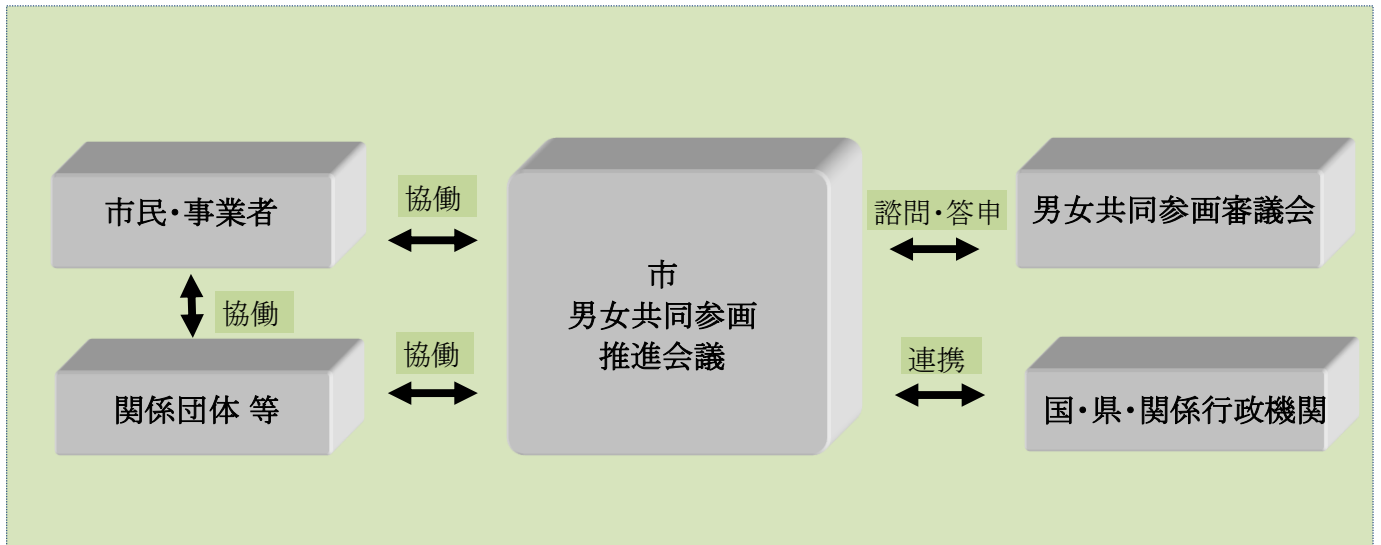 市民・事業者
協働
協働
関係団体 等
協働
市
男女共同参画
推進会議
諮問・答申
男女共同参画審議会
連携
国・県・関係行政機関